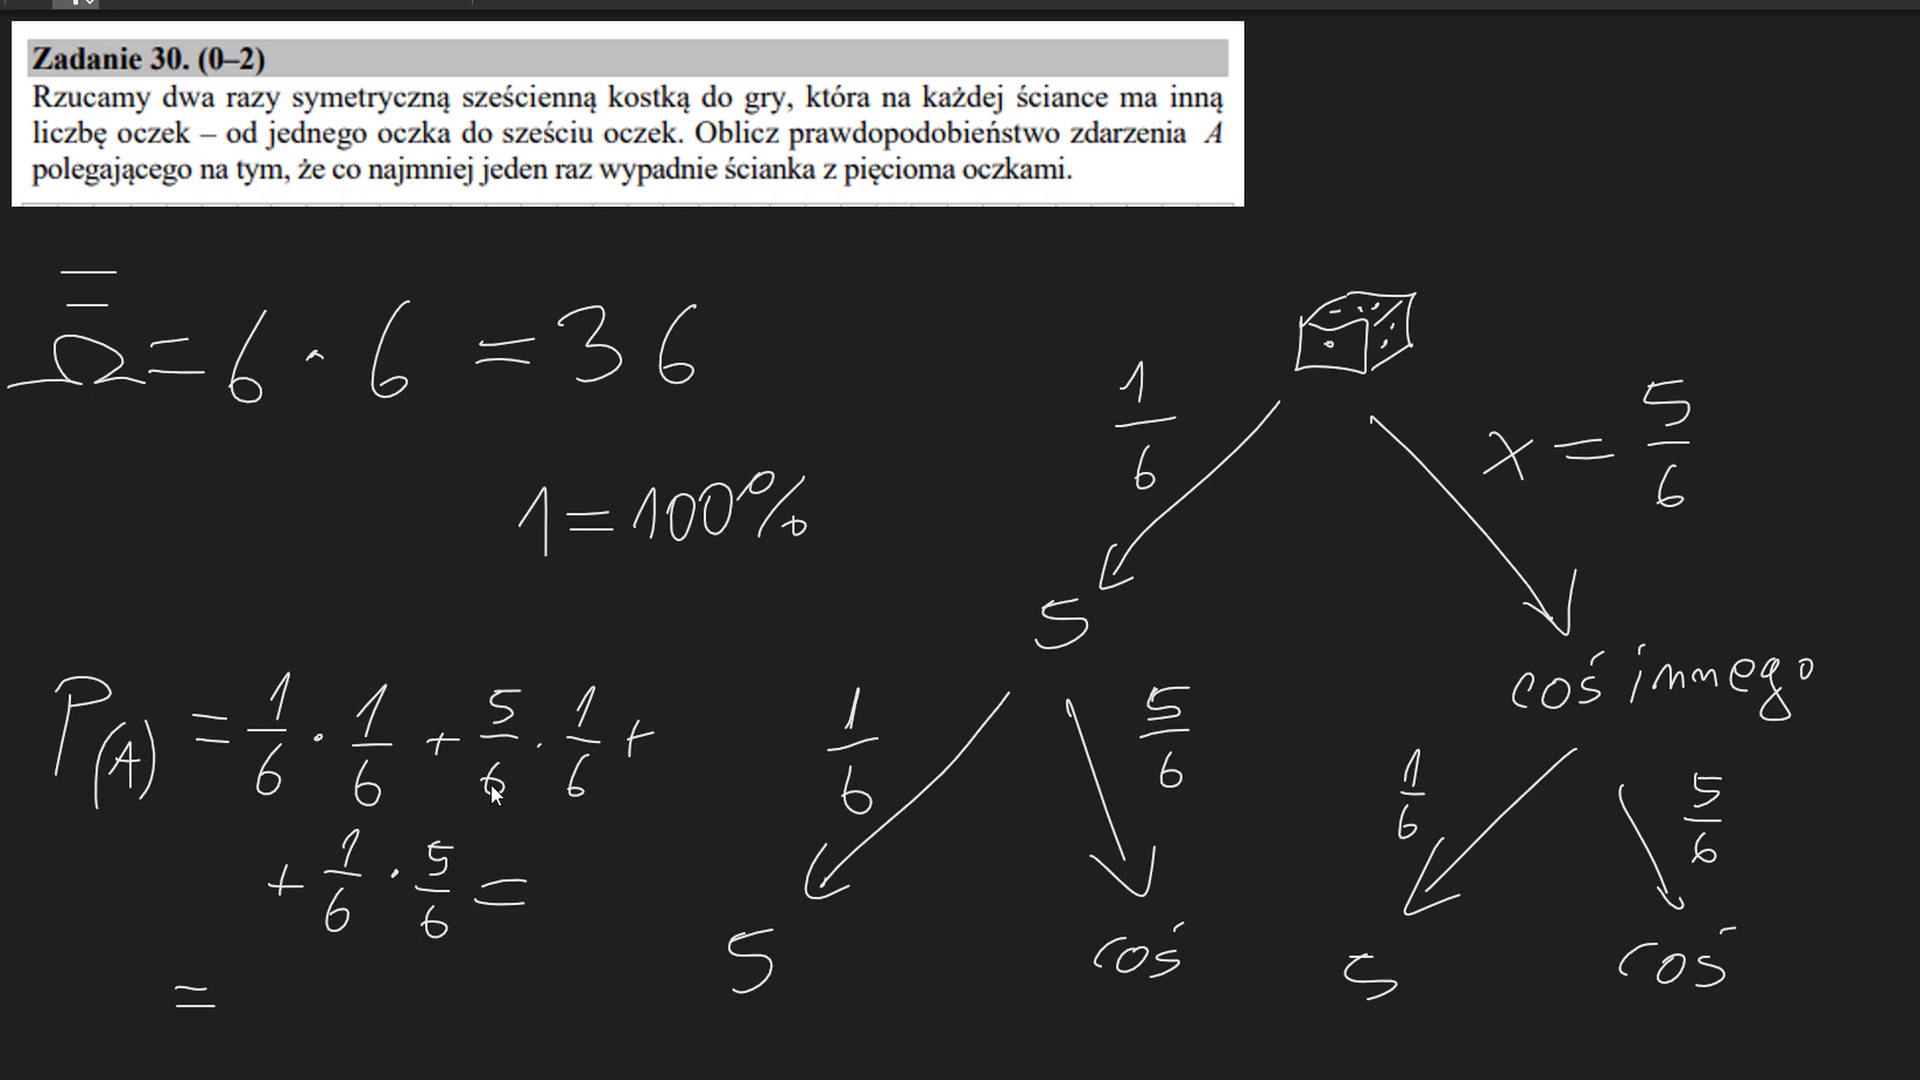 Zadanie 30. (0–2)
Rzucamy dwa razy symetryczną sześcienną kostką do gry, która na każdej ściance ma inną
liczbę oczek – od jednego oczka do sześciu oczek. Oblicz prawdopodobieństwo zdarzenia A
polegającego na tym, że co najmniej jeden raz wypadnie ścianka z pięcioma oczkami.
Ω = 6 · 6 = 36
1/6
x = 5/6
1 = 100%
5
coś innego
P(A) = 1/6 · 1/6 + 5/6 · 1/6 +
1/6
5/6
1/6
5/6
+ 1/6 · 5/6 =
5
coś
5
coś
=